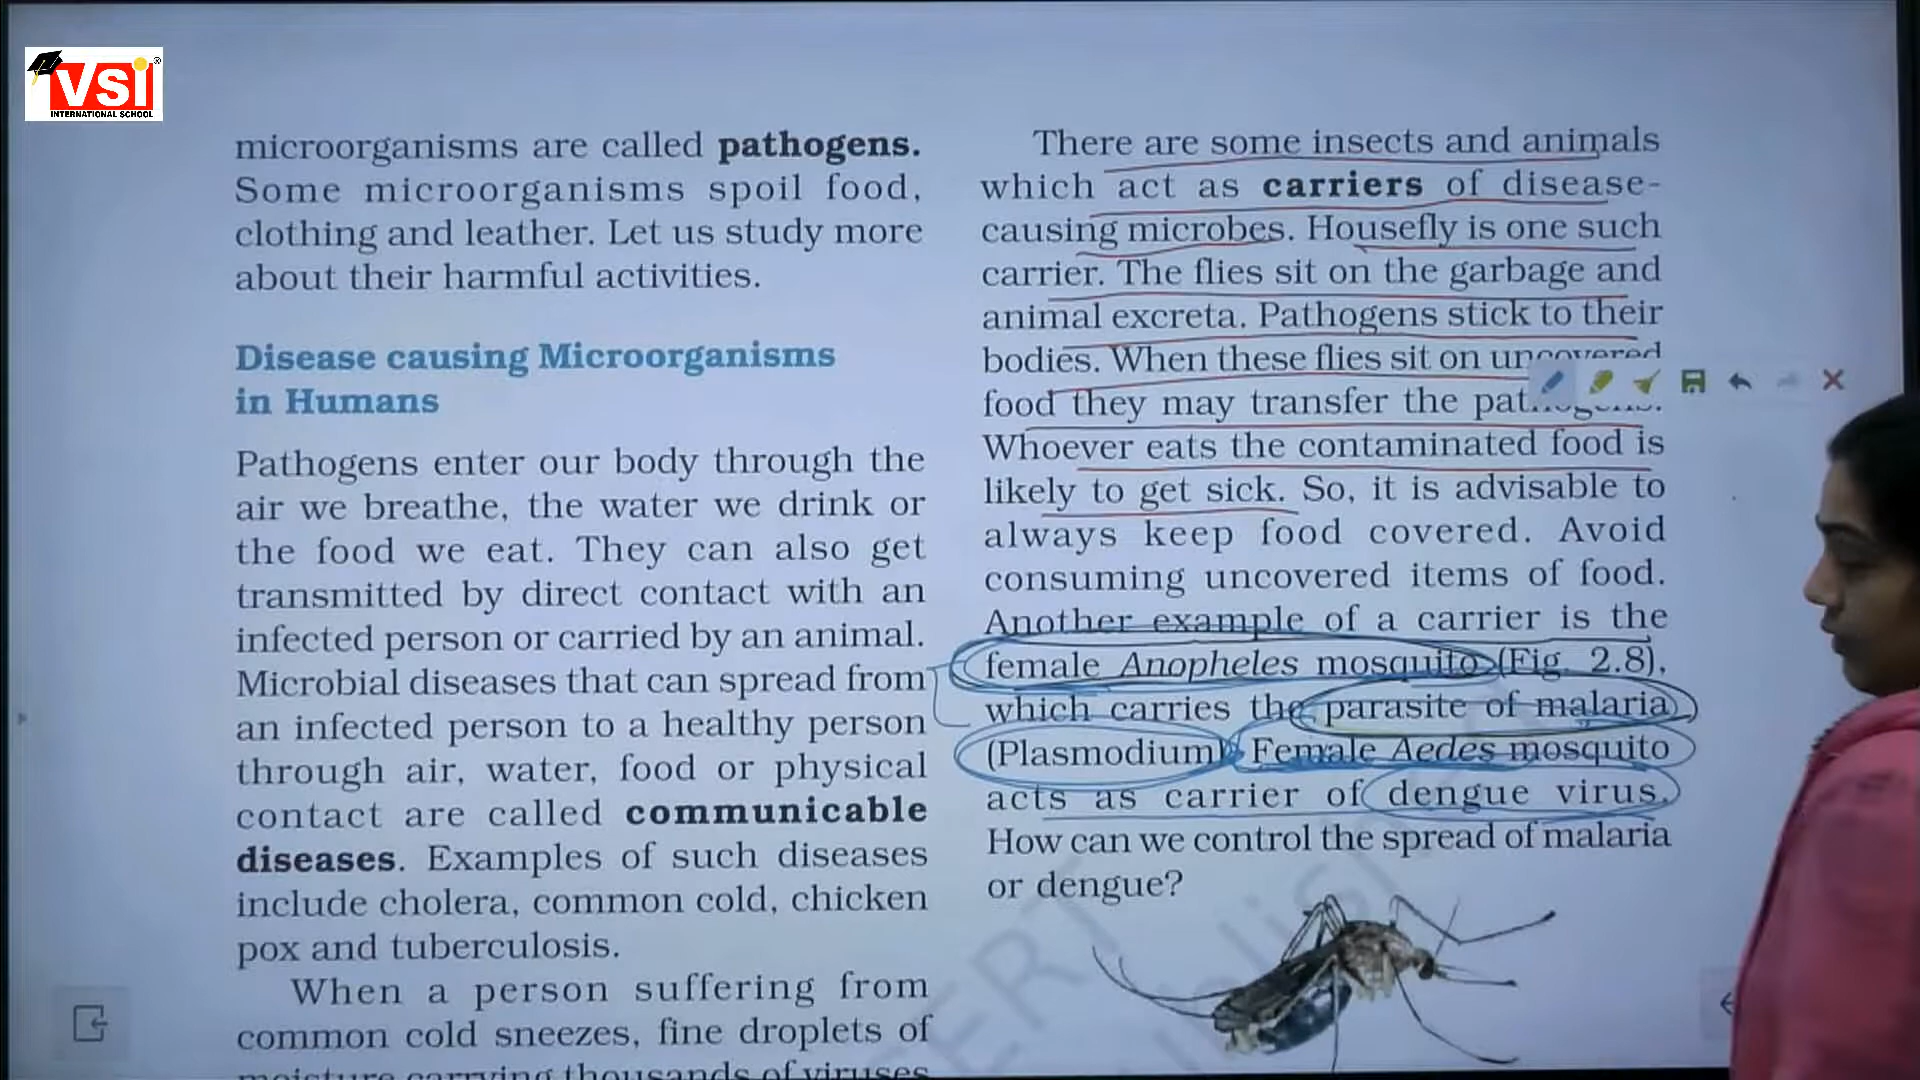 VSI
INTERNATIONAL SCHOOL
microorganisms are called pathogens.
Some microorganisms spoil food,
clothing and leather. Let us study more
about their harmful activities.
Disease causing Microorganisms
in Humans
Pathogens enter our body through the
air we breathe, the water we drink or
the food we eat. They can also get
transmitted by direct contact with an
infected person or carried by an animal.
Microbial diseases that can spread from
an infected person to a healthy person
through air, water, food or physical
contact are called communicable
diseases. Examples of such diseases
include cholera, common cold, chicken
pox and tuberculosis.
When a person suffering from
common cold sneezes, fine droplets of
moisture carrying thousands of viruses
There are some insects and animals
which act as carriers of disease-
causing microbes. Housefly is one such
carrier. The flies sit on the garbage and
animal excreta. Pathogens stick to their
bodies. When these flies sit on uncovered
food they may transfer the pathogens.
Whoever eats the contaminated food is
likely to get sick. So, it is advisable to
always keep food covered. Avoid
consuming uncovered items of food.
Another example of a carrier is the
female Anopheles mosquito (Fig. 2.8),
which carries the parasite of malaria
(Plasmodium). Female Aedes mosquito
acts as carrier of dengue virus.
How can we control the spread of malaria
or dengue?